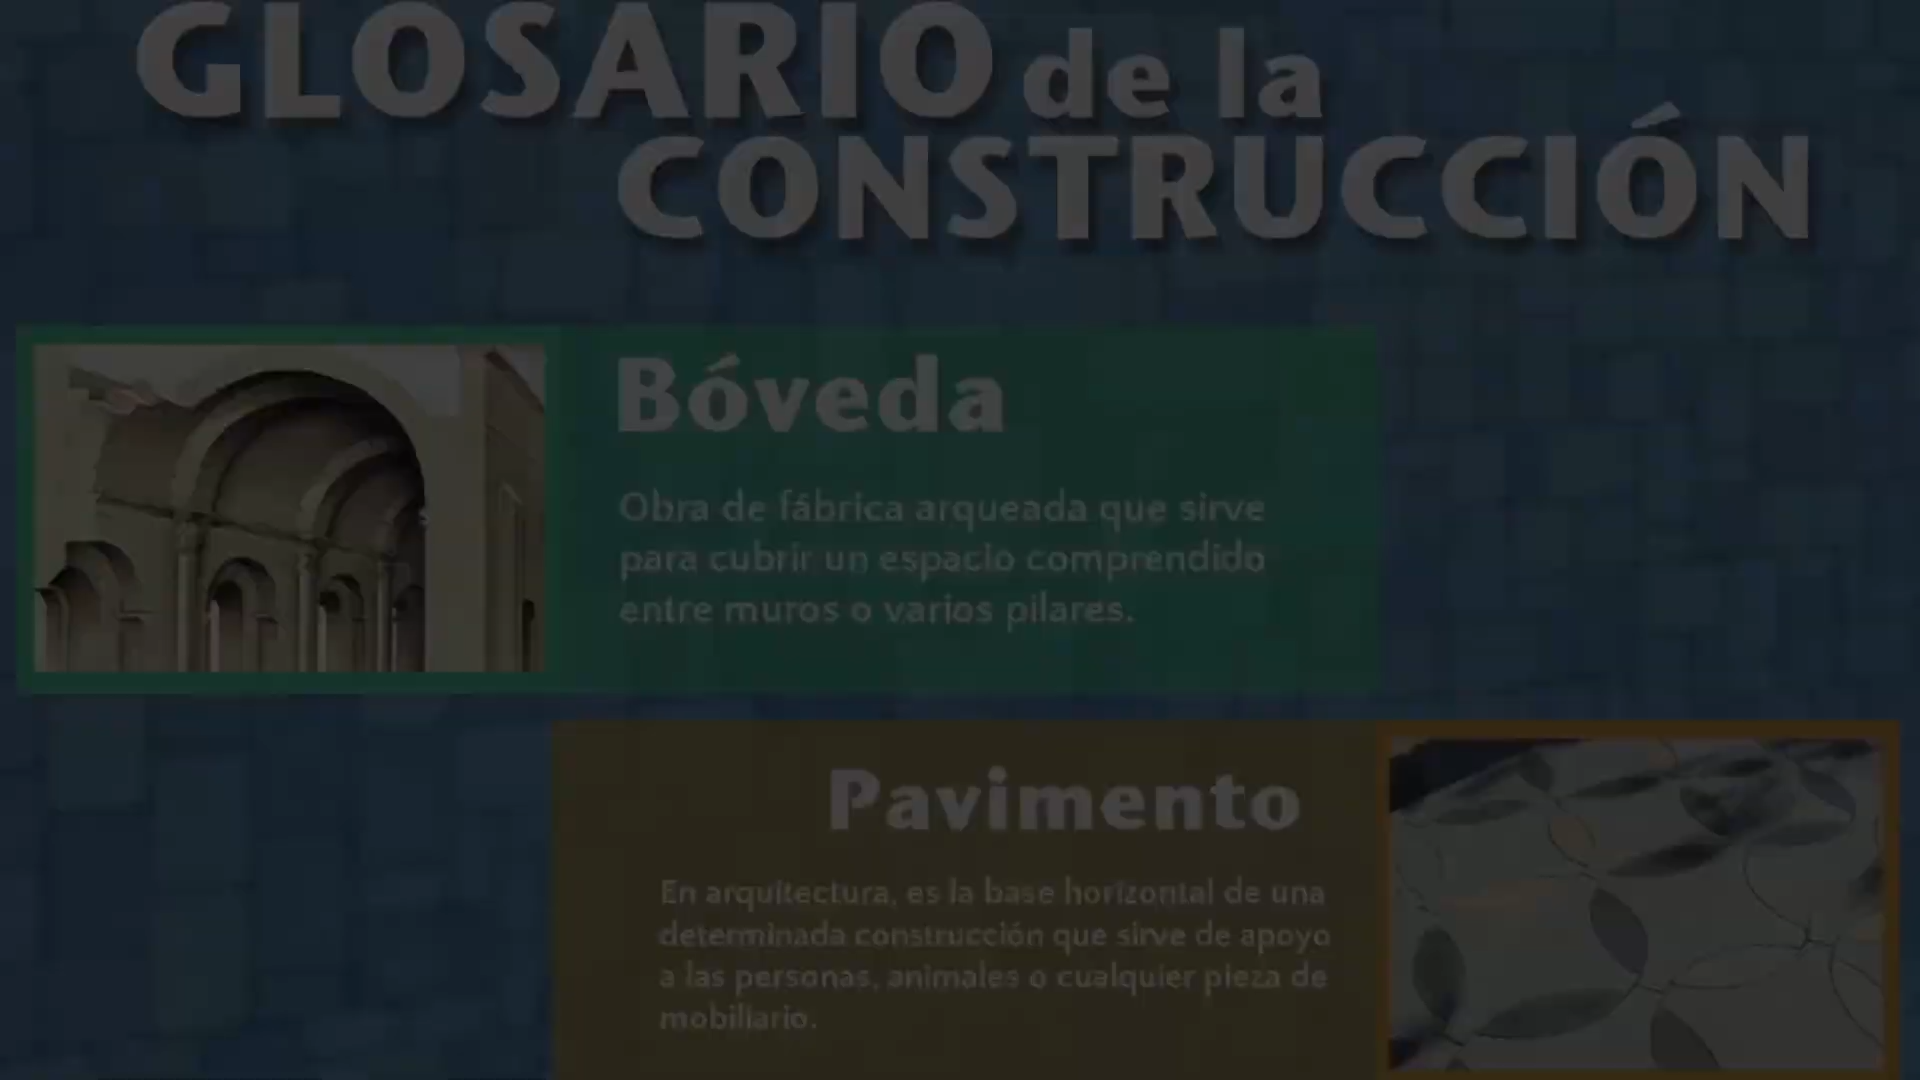 GLOSARIO de la
CONSTRUCCIÓN
Bóveda
Obra de fábrica arqueada que sirve
para cubrir un espacio comprendido
entre muros o varios pilares.
Pavimento
En arquitectura, es la base horizontal de una
determinada construcción que sirve de apoyo
a las personas, animales o cualquier pieza de
mobiliario.